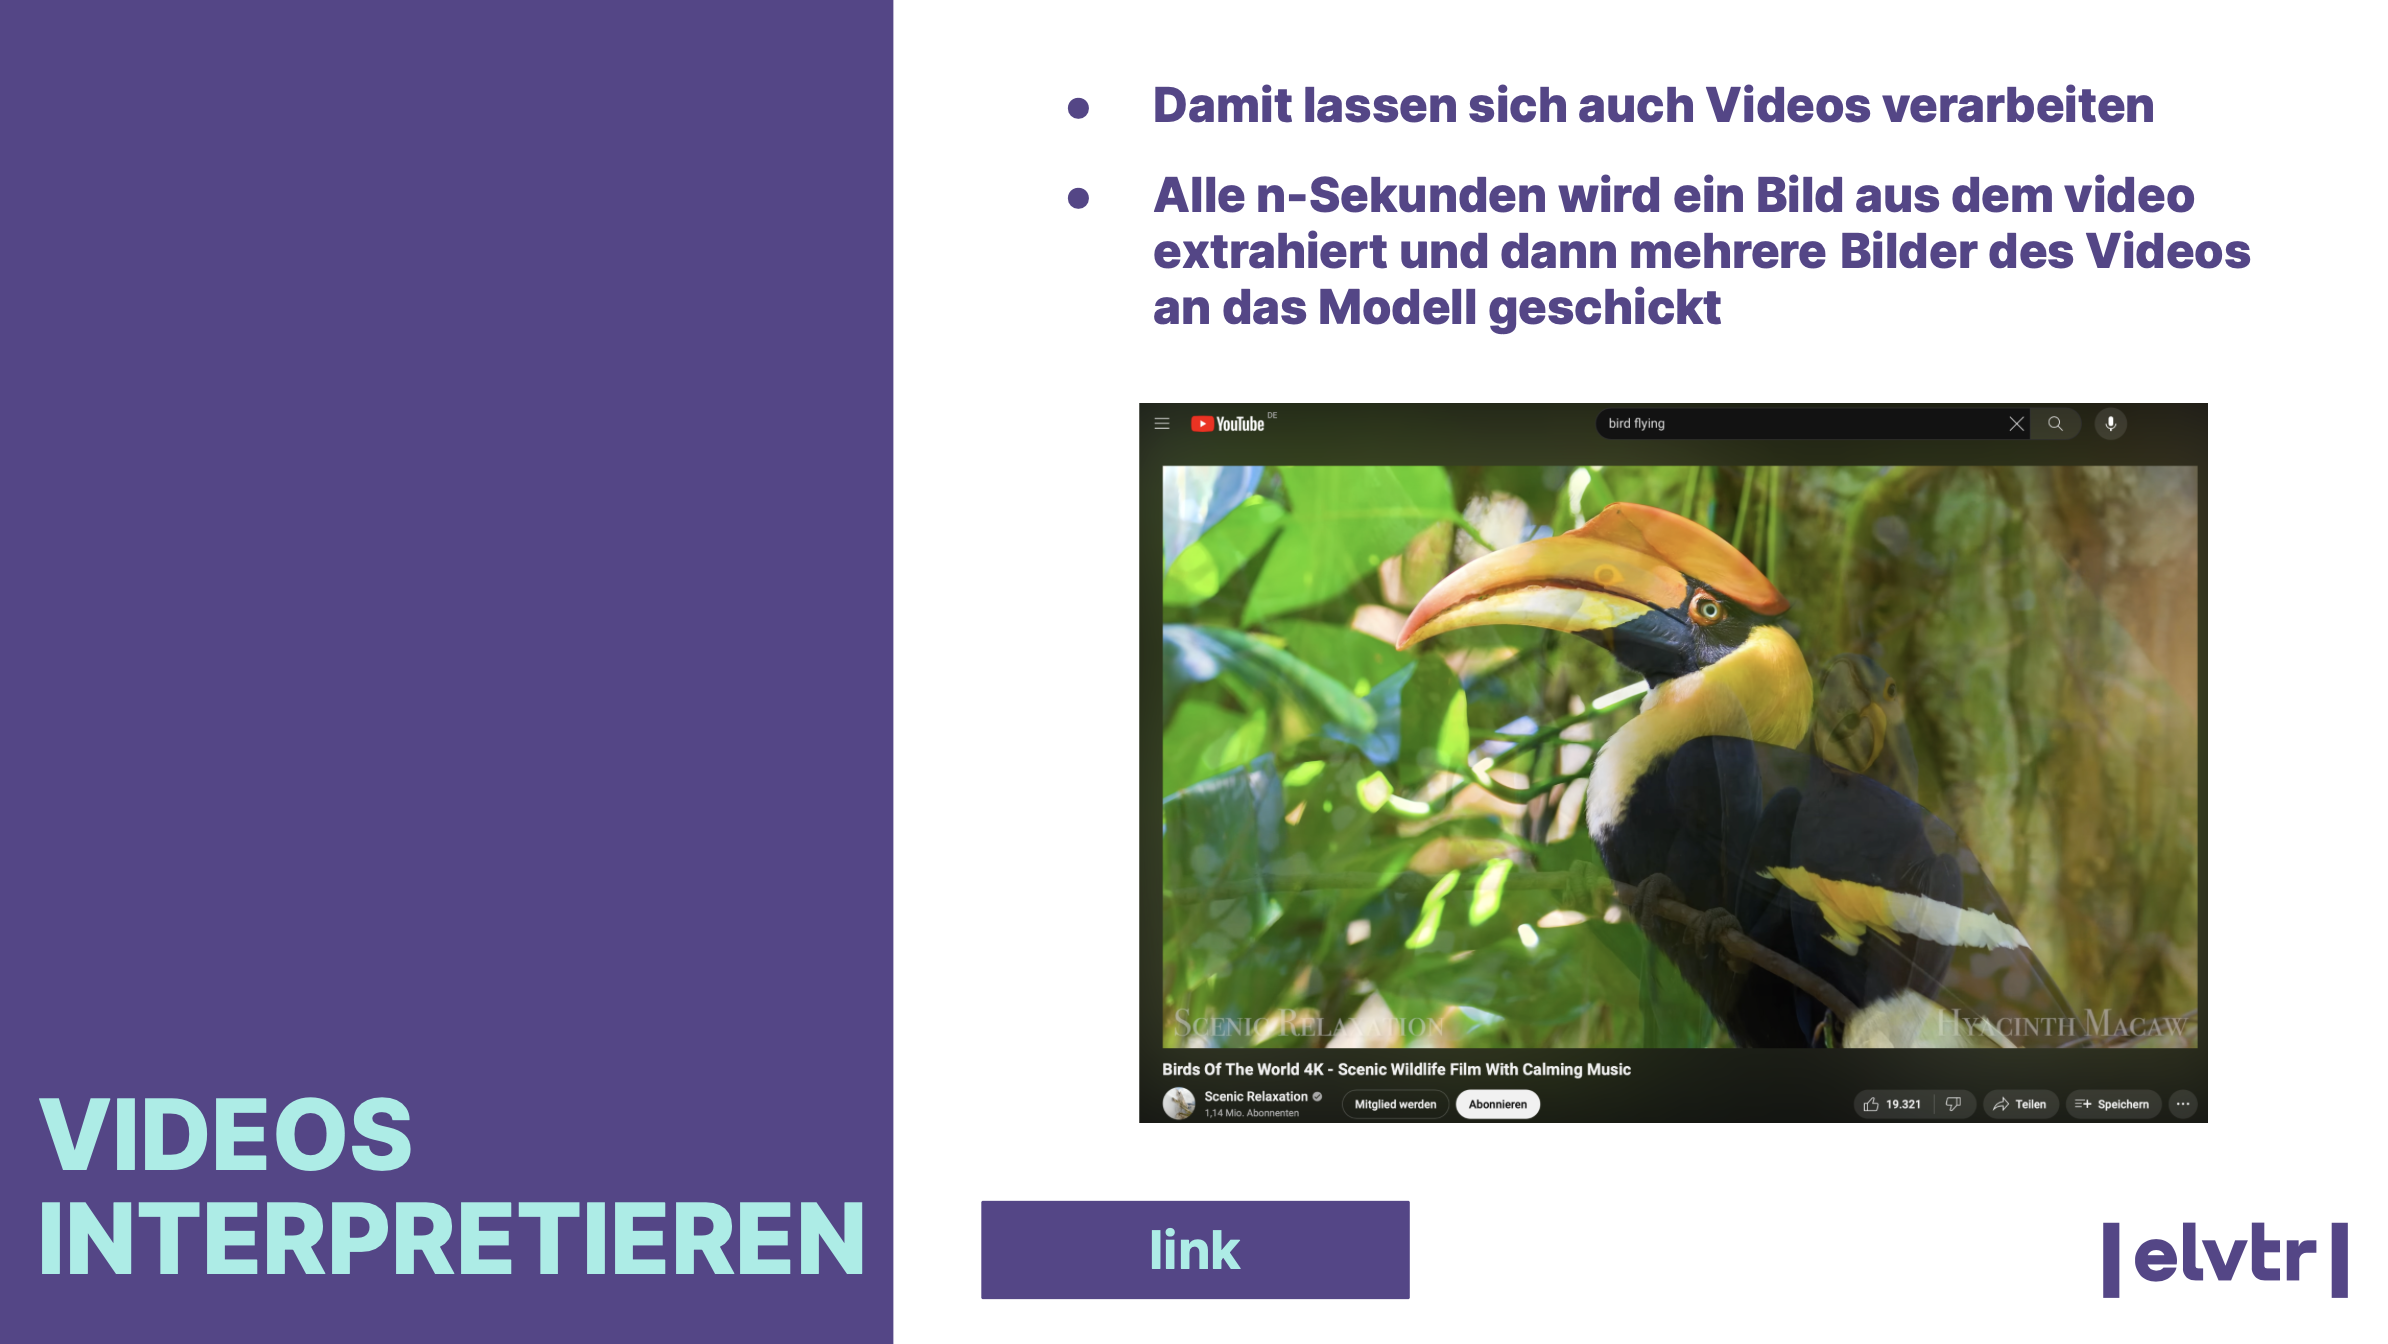 Damit lassen sich auch Videos verarbeiten
Alle n-Sekunden wird ein Bild aus dem video
extrahiert und dann mehrere Bilder des Videos
an das Modell geschickt
YouTube DE
bird flying
SCENIC RELAXATION
HYACINTH MACAW
Birds Of The World 4K - Scenic Wildlife Film With Calming Music
Scenic Relaxation
1,14 Mio. Abonnenten
Mitglied werden
Abonnieren
19.321
Teilen
Speichern
VIDEOS
INTERPRETIEREN
link
|elvtr|